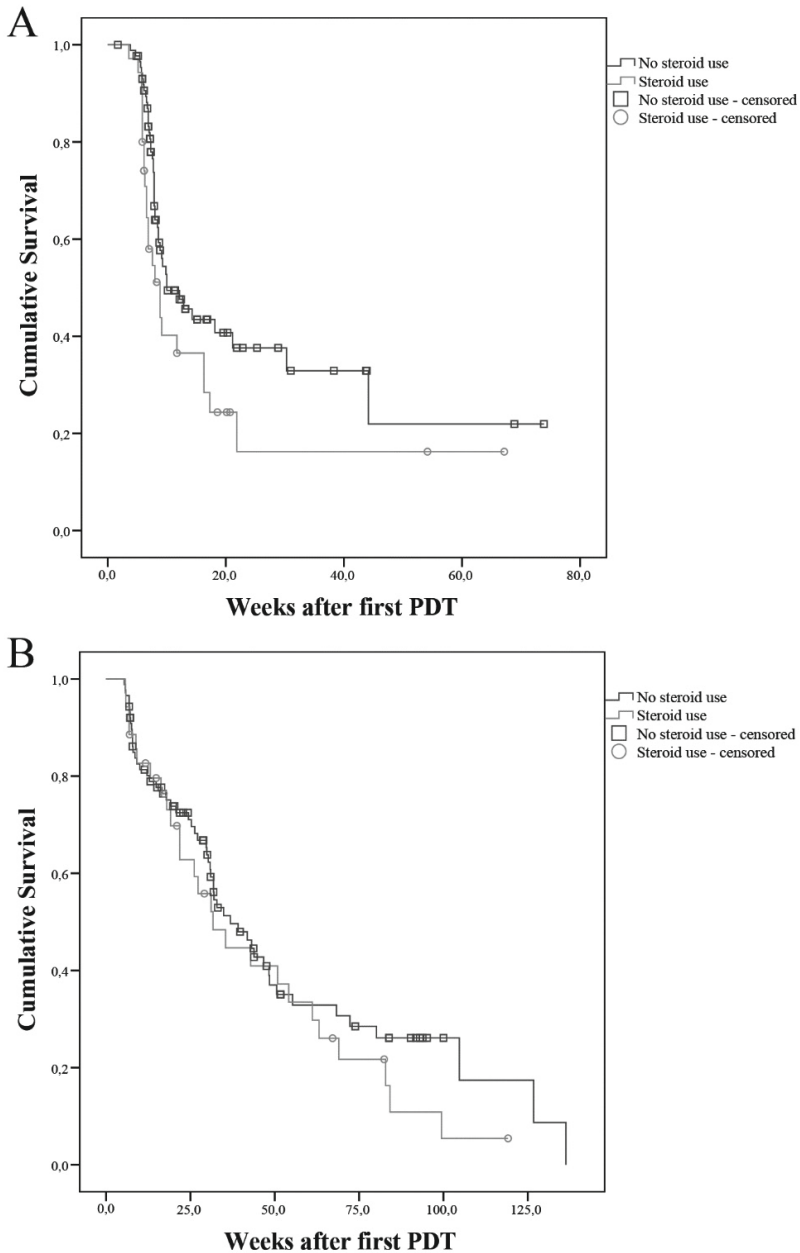 A
1,0
0,8
0,6
0,4
0,2
0,0
Cumulative Survival
0,0 20,0 40,0 60,0 80,0
Weeks after first PDT
No steroid use
Steroid use
No steroid use - censored
Steroid use - censored
B
1,0
0,8
0,6
0,4
0,2
0,0
Cumulative Survival
0,0 25,0 50,0 75,0 100,0 125,0
Weeks after first PDT
No steroid use
Steroid use
No steroid use - censored
Steroid use - censored